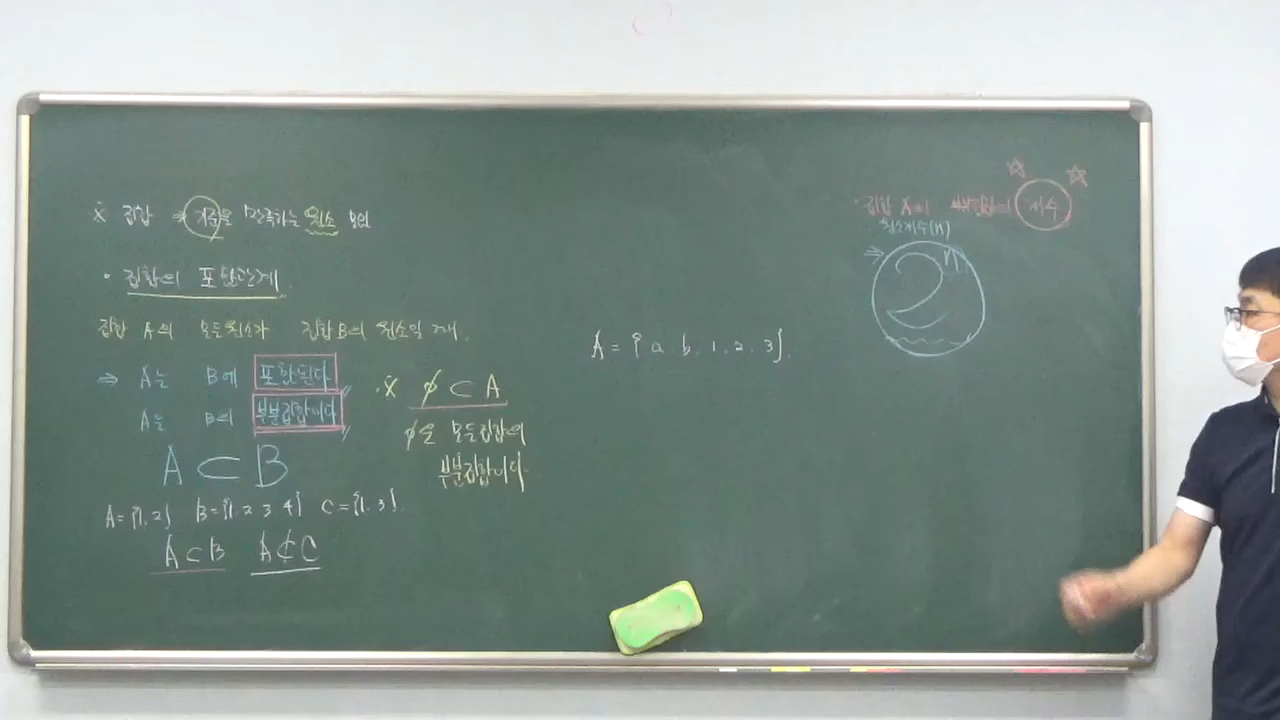 ※ 집합 ⇒ 기준을 만족하는 원소 모임
· 집합의 포함관계
집합 A의 모든원소가 집합 B의 원소일 때,
⇒ A는 B에 포함된다
A는 B의 부분집합이다
A ⊂ B
A={1, 2} B={1 2 3 4} C={1, 3}
A ⊂ B A ⊄ C
·※ ∅ ⊂ A
∅은 모든집합의
부분집합이다.
A = {a, b, 1, 2, 3}.
· 집합 A의 부분집합의 개수
원소개수(n)
⇒ 2ⁿ